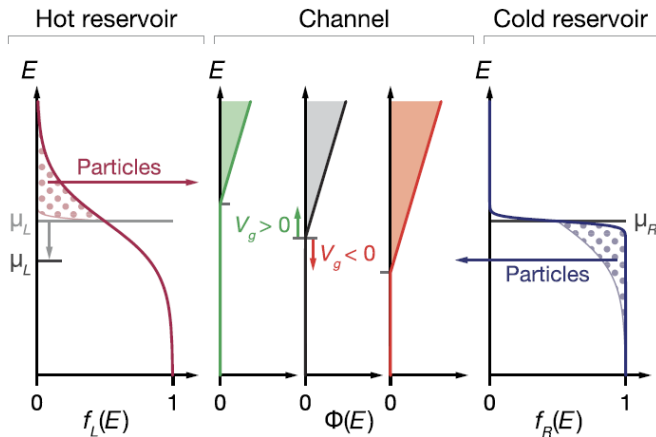 Hot reservoir
Channel
Cold reservoir
E
E
E
Particles
μL
μL
Vg > 0
Vg < 0
μR
Particles
0
1
0
0
0
0
1
fL(E)
Φ(E)
fR(E)